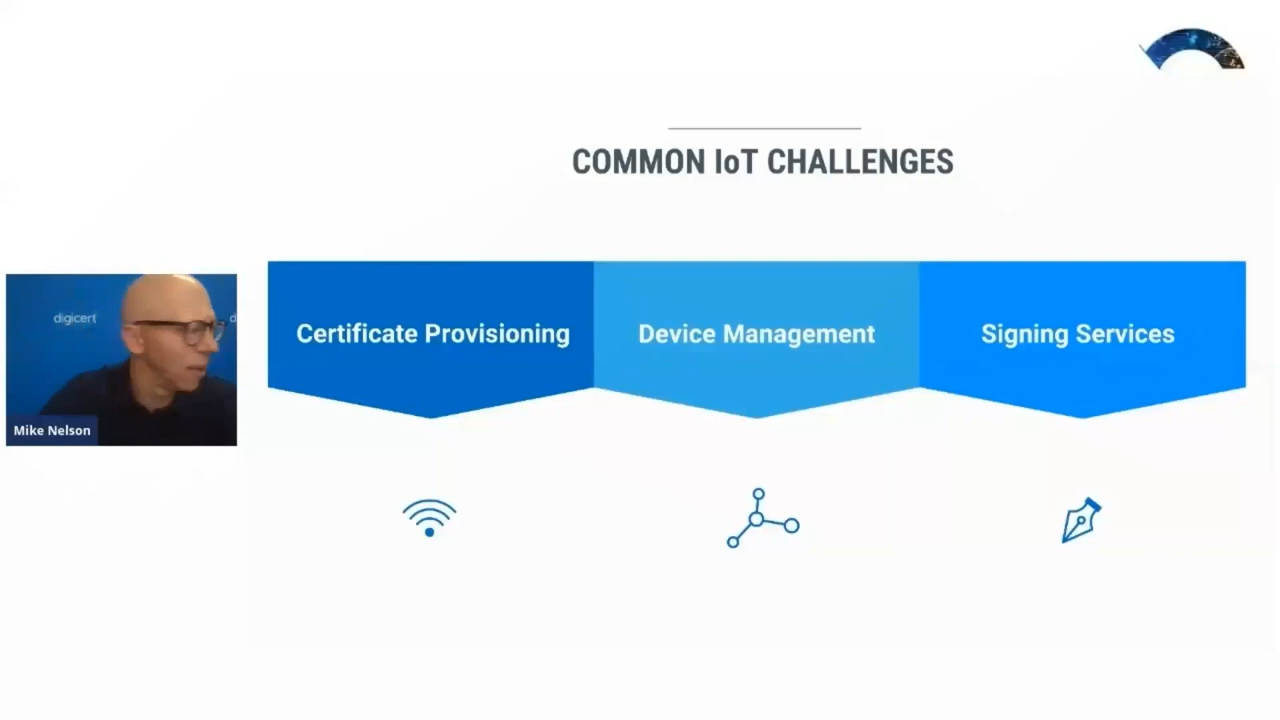 COMMON IoT CHALLENGES
Certificate Provisioning
Device Management
Signing Services
digicert
d
Mike Nelson